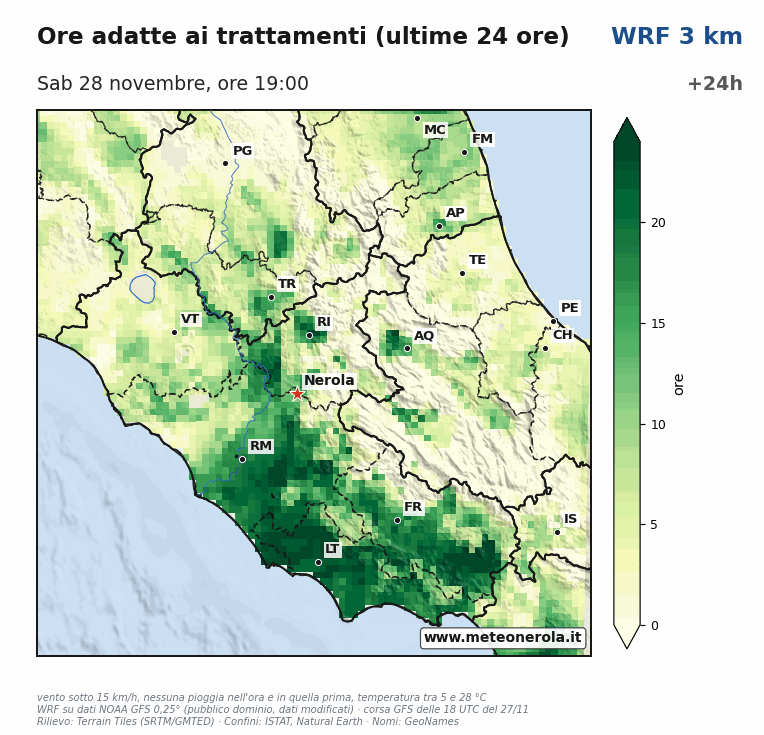 Ore adatte ai trattamenti (ultime 24 ore)
WRF 3 km
Sab 28 novembre, ore 19:00
+24h
MC
FM
PG
AP
TE
TR
PE
RI
VT
AQ
CH
Nerola
RM
FR
IS
LT
www.meteonerola.it
20
15
10
5
0
ore
vento sotto 15 km/h, nessuna pioggia nell'ora e in quella prima, temperatura tra 5 e 28 °C
WRF su dati NOAA GFS 0,25° (pubblico dominio, dati modificati) · corsa GFS delle 18 UTC del 27/11
Rilievo: Terrain Tiles (SRTM/GMTED) · Confini: ISTAT, Natural Earth · Nomi: GeoNames